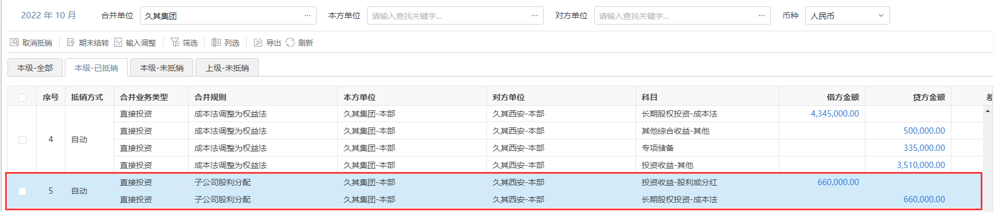 2022 年 10 月 合并单位 久其集团 ··· 本方单位 请输入查找关键字... ··· 对方单位 请输入查找关键字... ··· 币种 人民币
取消抵销 期末结转 输入调整 筛选 列选 导出 刷新
本级-全部 本级-已抵销 本级-未抵销 上级-未抵销
序号 抵销方式 合并业务类型 合并规则 本方单位 对方单位 科目 借方金额 贷方金额 差
直接投资 成本法调整为权益法 久其集团-本部 久其西安-本部 长期股权投资-成本法 4,345,000.00
直接投资 成本法调整为权益法 久其集团-本部 久其西安-本部 其他综合收益-其他 500,000.00
4 自动
直接投资 成本法调整为权益法 久其集团-本部 久其西安-本部 专项储备 335,000.00
直接投资 成本法调整为权益法 久其集团-本部 久其西安-本部 投资收益-其他 3,510,000.00
直接投资 子公司股利分配 久其集团-本部 久其西安-本部 投资收益-股利或分红 660,000.00
5 自动
直接投资 子公司股利分配 久其集团-本部 久其西安-本部 长期股权投资-成本法 660,000.00